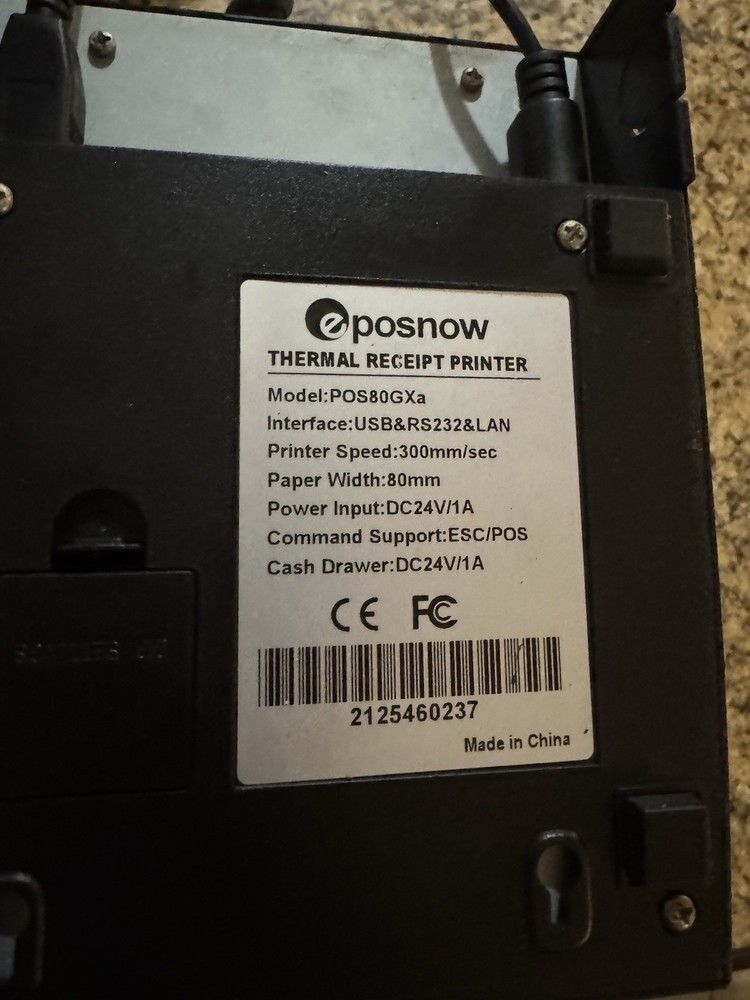 eposnow
THERMAL RECEIPT PRINTER
Model:POS80GXa
Interface:USB&RS232&LAN
Printer Speed:300mm/sec
Paper Width:80mm
Power Input:DC24V/1A
Command Support:ESC/POS
Cash Drawer:DC24V/1A
CE FC
2125460237
Made in China